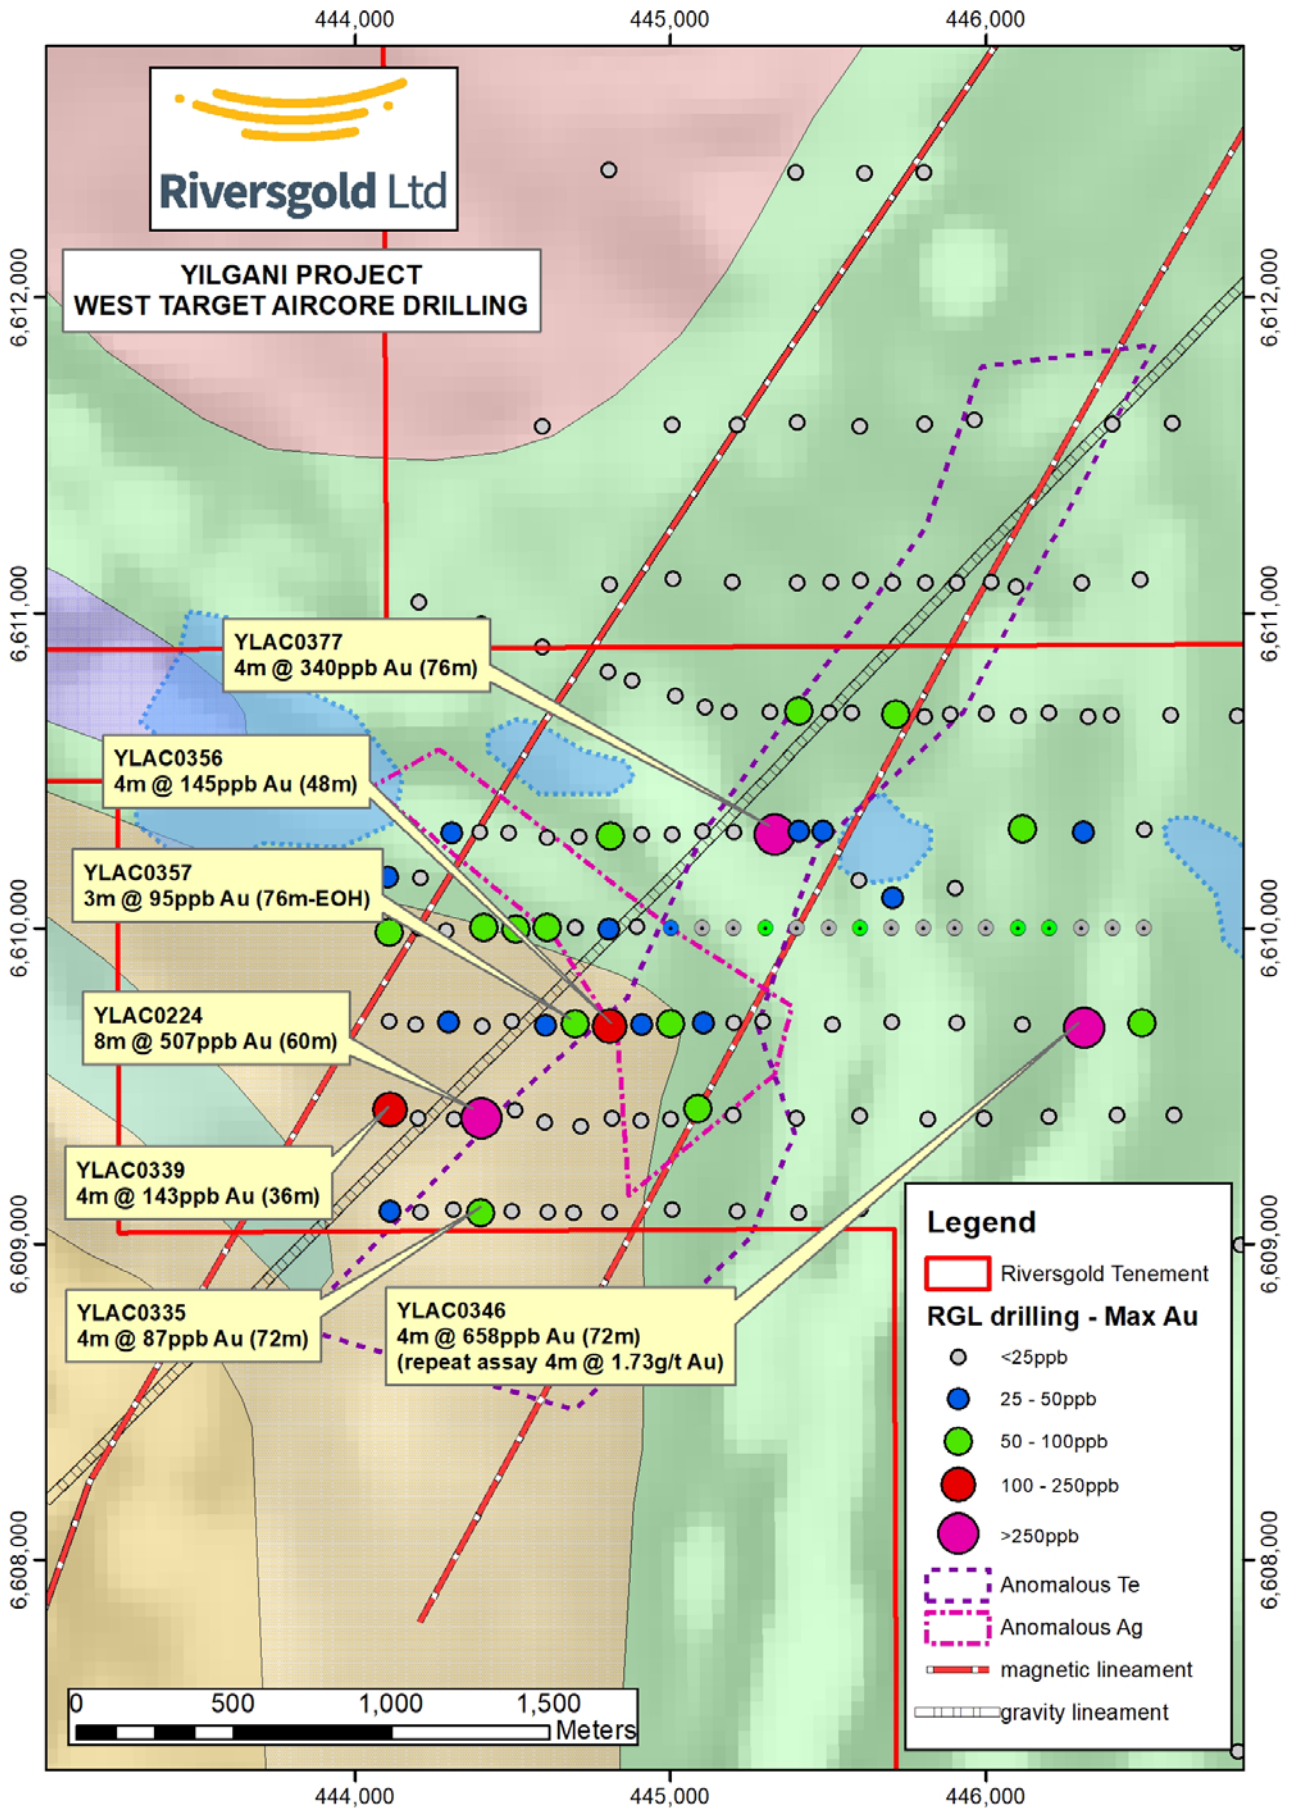 444,000
445,000
446,000
Riversgold Ltd
YILGANI PROJECT
WEST TARGET AIRCORE DRILLING
6,612,000
6,612,000
6,611,000
6,611,000
YLAC0377
4m @ 340ppb Au (76m)
YLAC0356
4m @ 145ppb Au (48m)
YLAC0357
3m @ 95ppb Au (76m-EOH)
6,610,000
6,610,000
YLAC0224
8m @ 507ppb Au (60m)
YLAC0339
4m @ 143ppb Au (36m)
6,609,000
6,609,000
YLAC0335
4m @ 87ppb Au (72m)
YLAC0346
4m @ 658ppb Au (72m)
(repeat assay 4m @ 1.73g/t Au)
Legend
Riversgold Tenement
RGL drilling - Max Au
<25ppb
25 - 50ppb
50 - 100ppb
100 - 250ppb
>250ppb
Anomalous Te
Anomalous Ag
magnetic lineament
gravity lineament
6,608,000
6,608,000
0 500 1,000 1,500
Meters
444,000
445,000
446,000